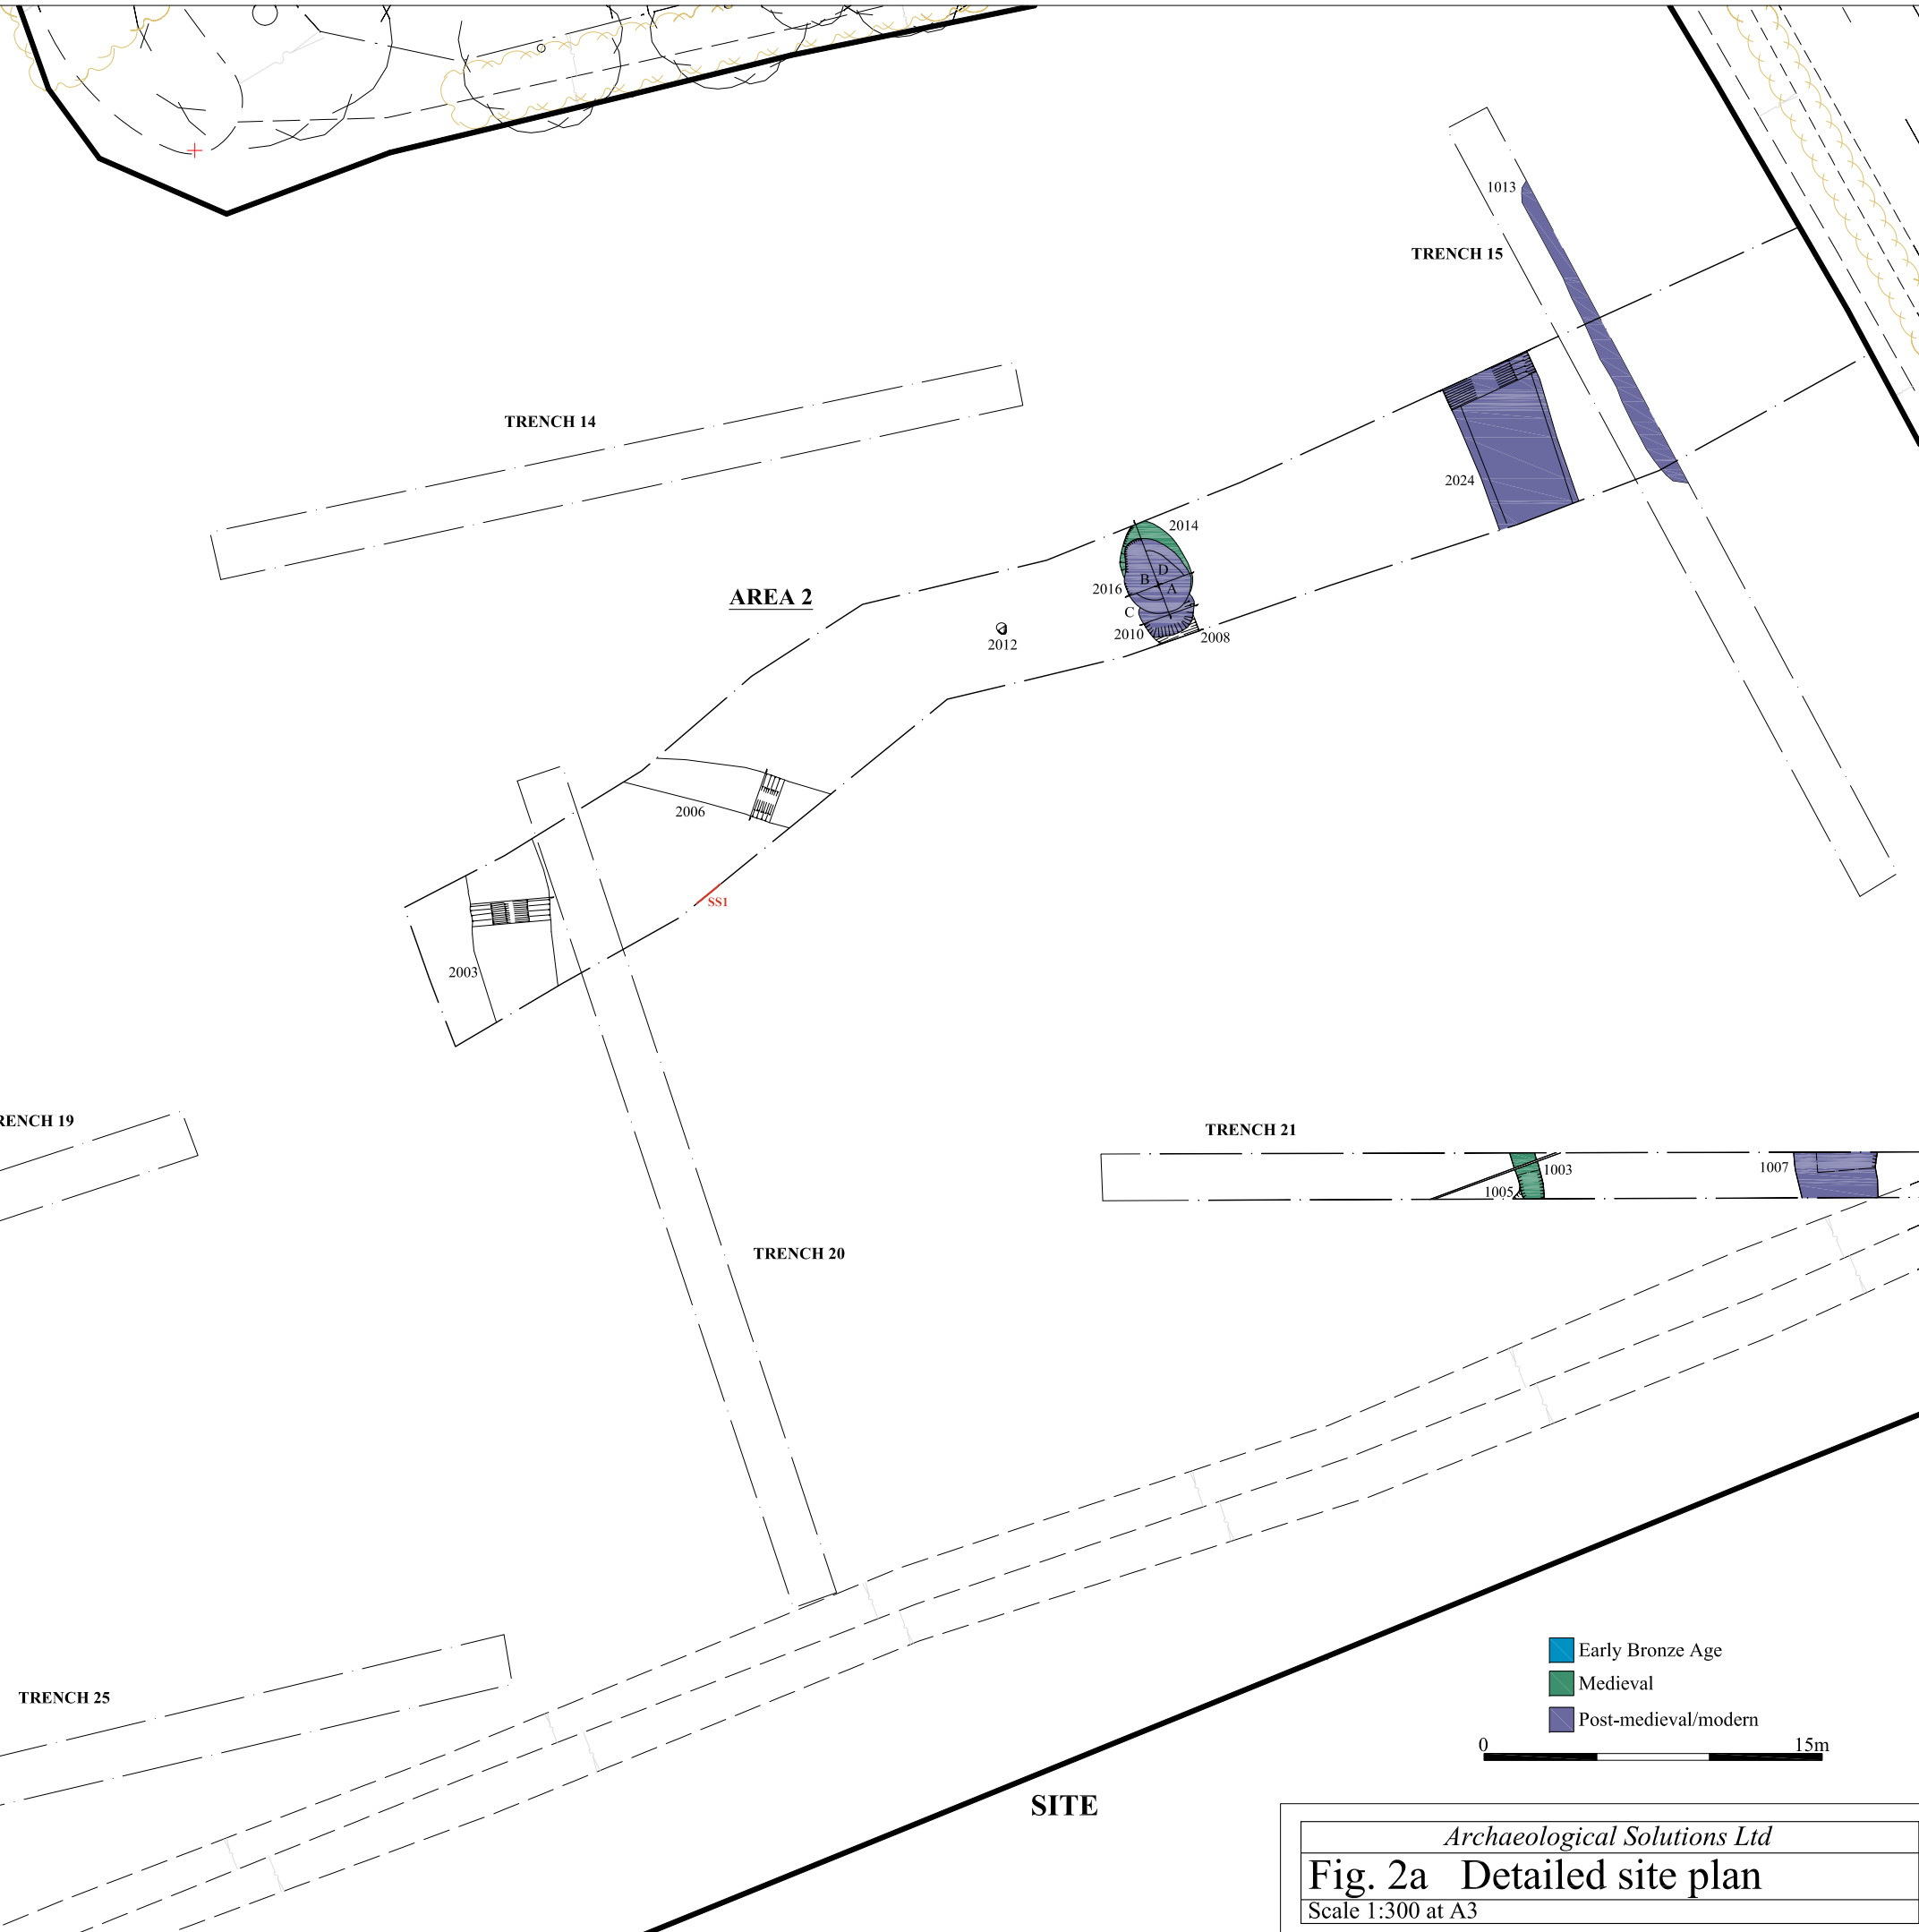 1013
TRENCH 15
TRENCH 14
2024
2014
AREA 2
D
B
A
2016
C
2010
2008
2012
2006
SS1
2003
RENCH 19
TRENCH 21
1003
1007
1005
TRENCH 20
Early Bronze Age
Medieval
TRENCH 25
Post-medieval/modern
0 15m
SITE
Archaeological Solutions Ltd
Fig. 2a Detailed site plan
Scale 1:300 at A3